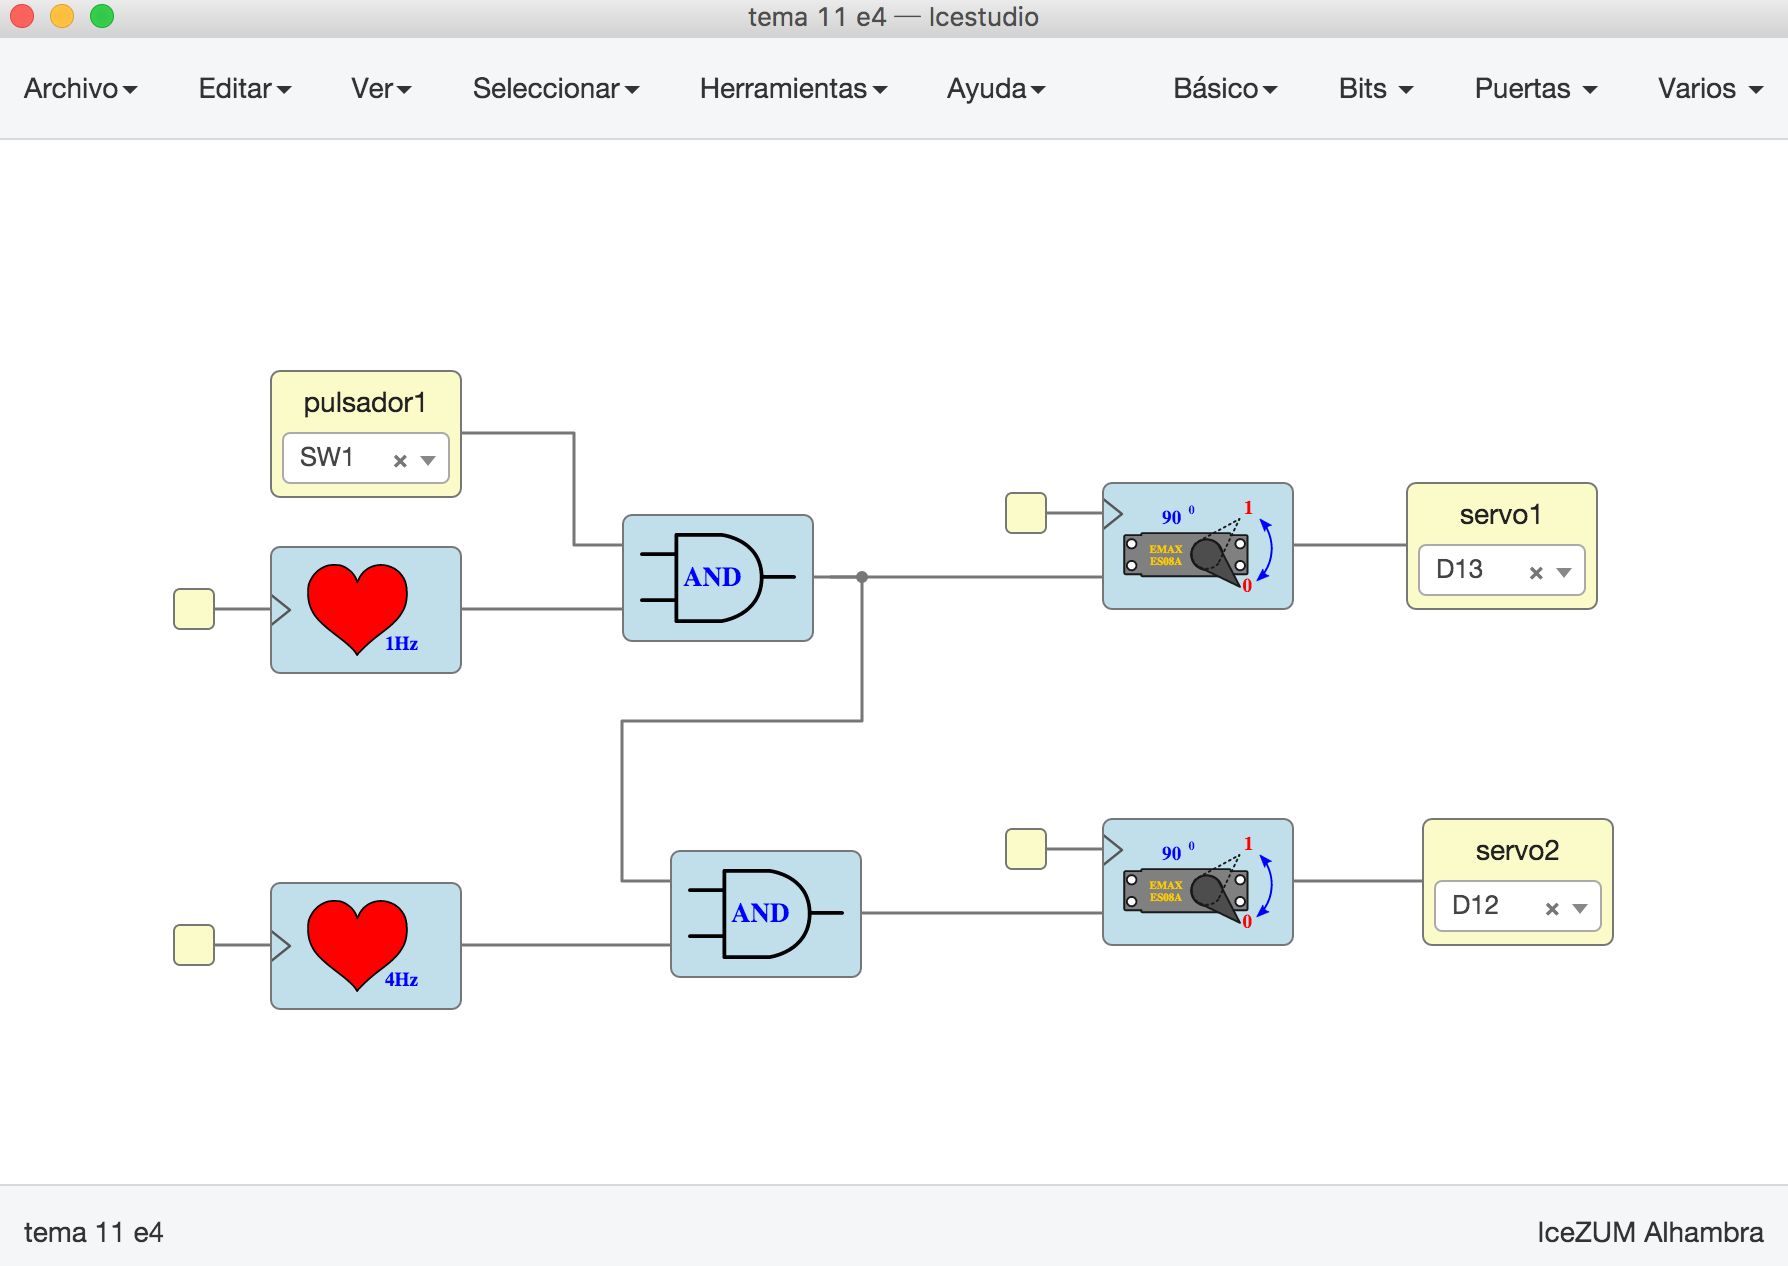 tema 11 e4 — Icestudio
Archivo Editar Ver Seleccionar Herramientas Ayuda Básico Bits Puertas Varios
pulsador1
SW1
1Hz
AND
90 0
1
EMAX
ES08A
0
servo1
D13
4Hz
AND
90 0
1
EMAX
ES08A
0
servo2
D12
tema 11 e4
IceZUM Alhambra